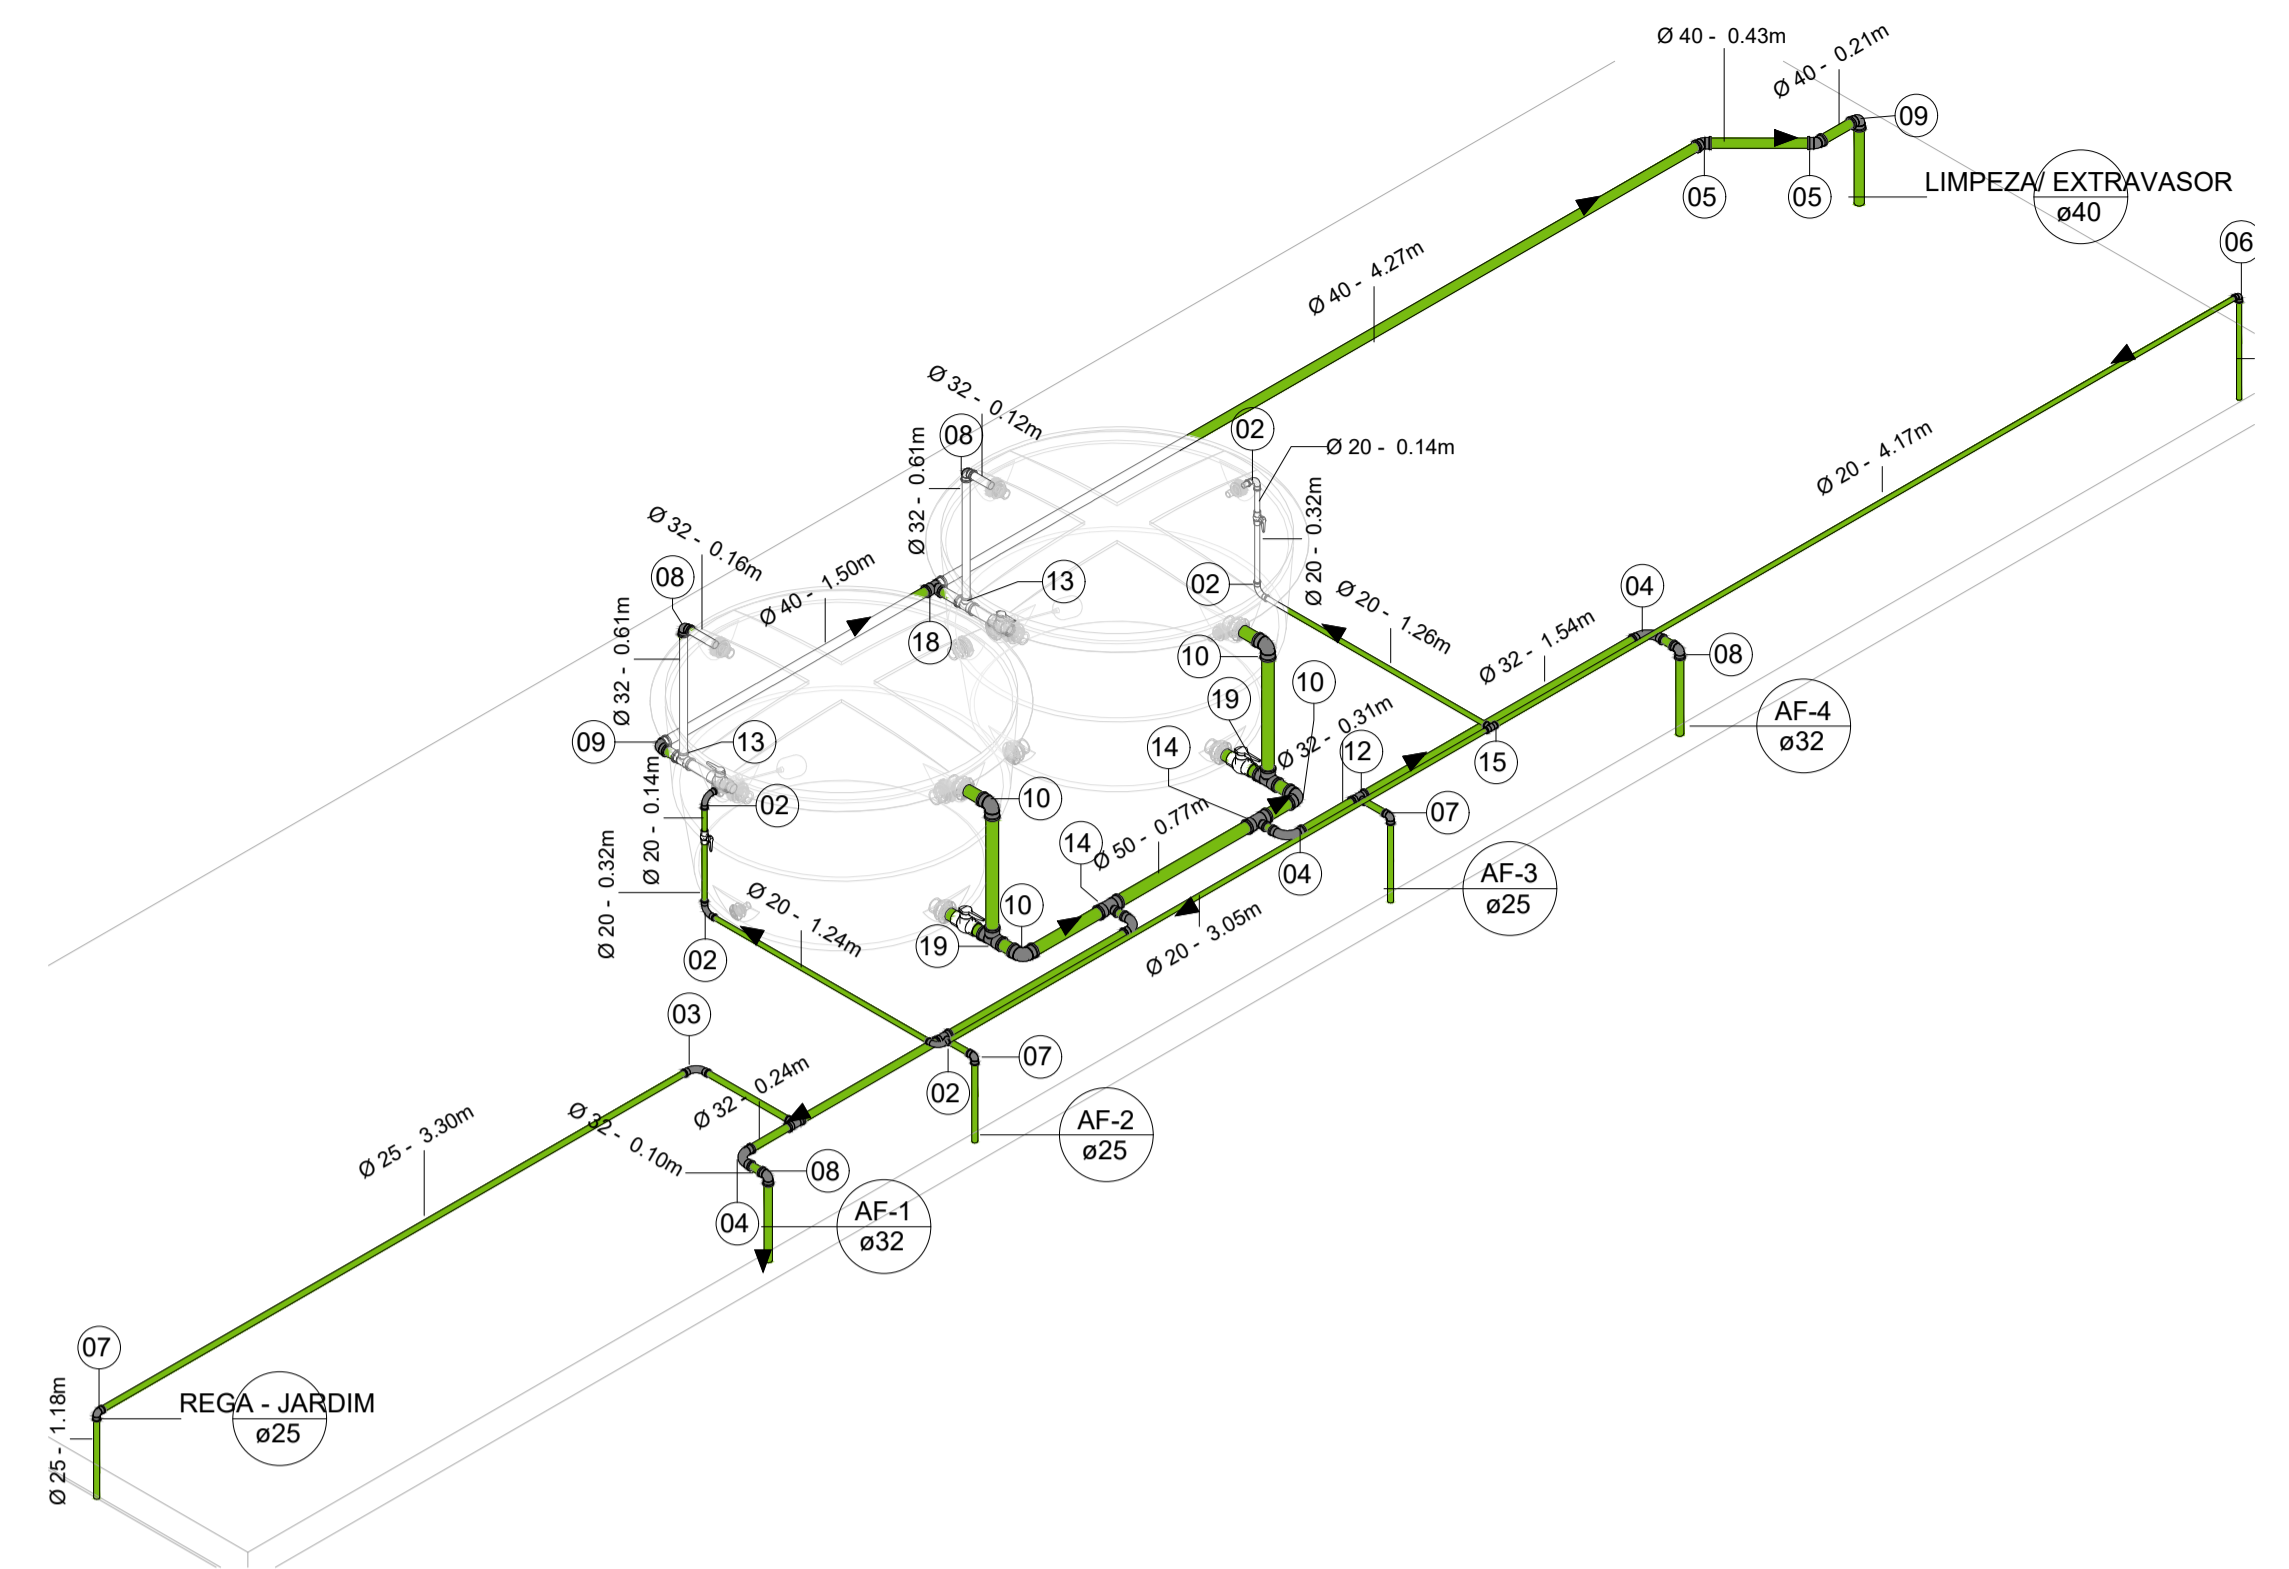 Ø 40 - 0.43m
Ø 40 - 0.21m
09
05
05
LIMPEZA/ EXTRAVASOR
ø40
06
Ø 40 - 4.27m
Ø 32 - 0.12m
08
Ø 32 - 0.61m
02
Ø 20 - 0.14m
Ø 20 - 0.32m
Ø 20 - 4.17m
Ø 32 - 0.16m
08
Ø 32 - 0.61m
Ø 40 - 1.50m
13
18
02
Ø 20 - 1.26m
04
Ø 32 - 1.54m
08
AF-4
ø32
10
10
19
Ø 32 - 0.31m
14
12
15
09
13
Ø 20 - 0.14m
02
10
07
14
Ø 50 - 0.77m
04
AF-3
ø25
Ø 20 - 0.32m
Ø 20 - 1.24m
10
19
02
Ø 20 - 3.05m
03
07
02
Ø 32 - 0.24m
AF-2
ø25
Ø 25 - 3.30m
Ø 32 - 0.10m
08
04
AF-1
ø32
07
REGA - JARDIM
ø25
Ø 25 - 1.18m